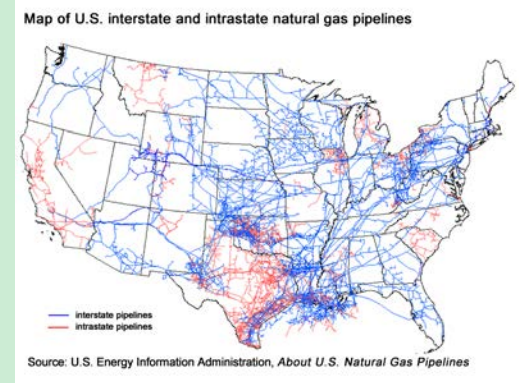 Map of U.S. interstate and intrastate natural gas pipelines
interstate pipelines
intrastate pipelines
Source: U.S. Energy Information Administration, About U.S. Natural Gas Pipelines